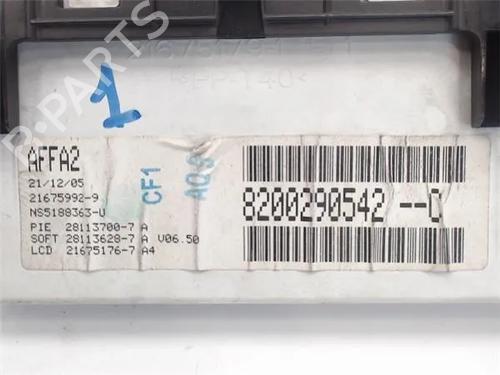 B-PARTS
1
AFFA2
21/12/05
21675992-9
NS5188363-U
PIE 28113700-7 A
SOFT 28113628-7 A V06.50
LCD 21675176-7 A4
CF1
8200290542 --C